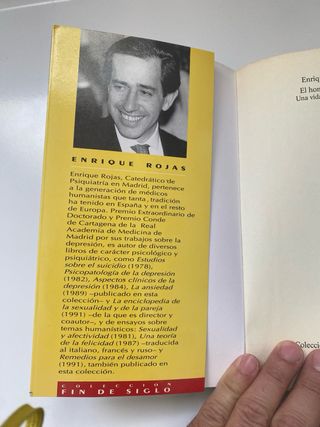 ENRIQUE ROJAS
Enrique Rojas, Catedrático de
Psiquiatría en Madrid, pertenece
a la generación de médicos
humanistas que tanta, tradición
ha tenido en España y en el resto
de Europa. Premio Extraordinario de
Doctorado y Premio Conde
de Cartagena de la Real
Academia de Medicina de
Madrid por sus trabajos sobre la
depresión, es autor de diversos
libros de carácter psicológico y
psiquiátrico, como Estudios
sobre el suicidio (1978),
Psicopatología de la depresión
(1982), Aspectos clínicos de la
depresión (1984), La ansiedad
(1989) –publicado en esta
colección– y La enciclopedia de
la sexualidad y de la pareja
(1991) –de la que es director y
coautor–, y de ensayos sobre
temas humanísticos: Sexualidad
y afectividad (1981), Una teoría
de la felicidad (1987) –traducida
al italiano, francés y ruso– y
Remedios para el desamor
(1991), también publicado en
esta colección.
COLECCION
FIN DE SIGLO
Enriq
El hom
Una vida
Colecció